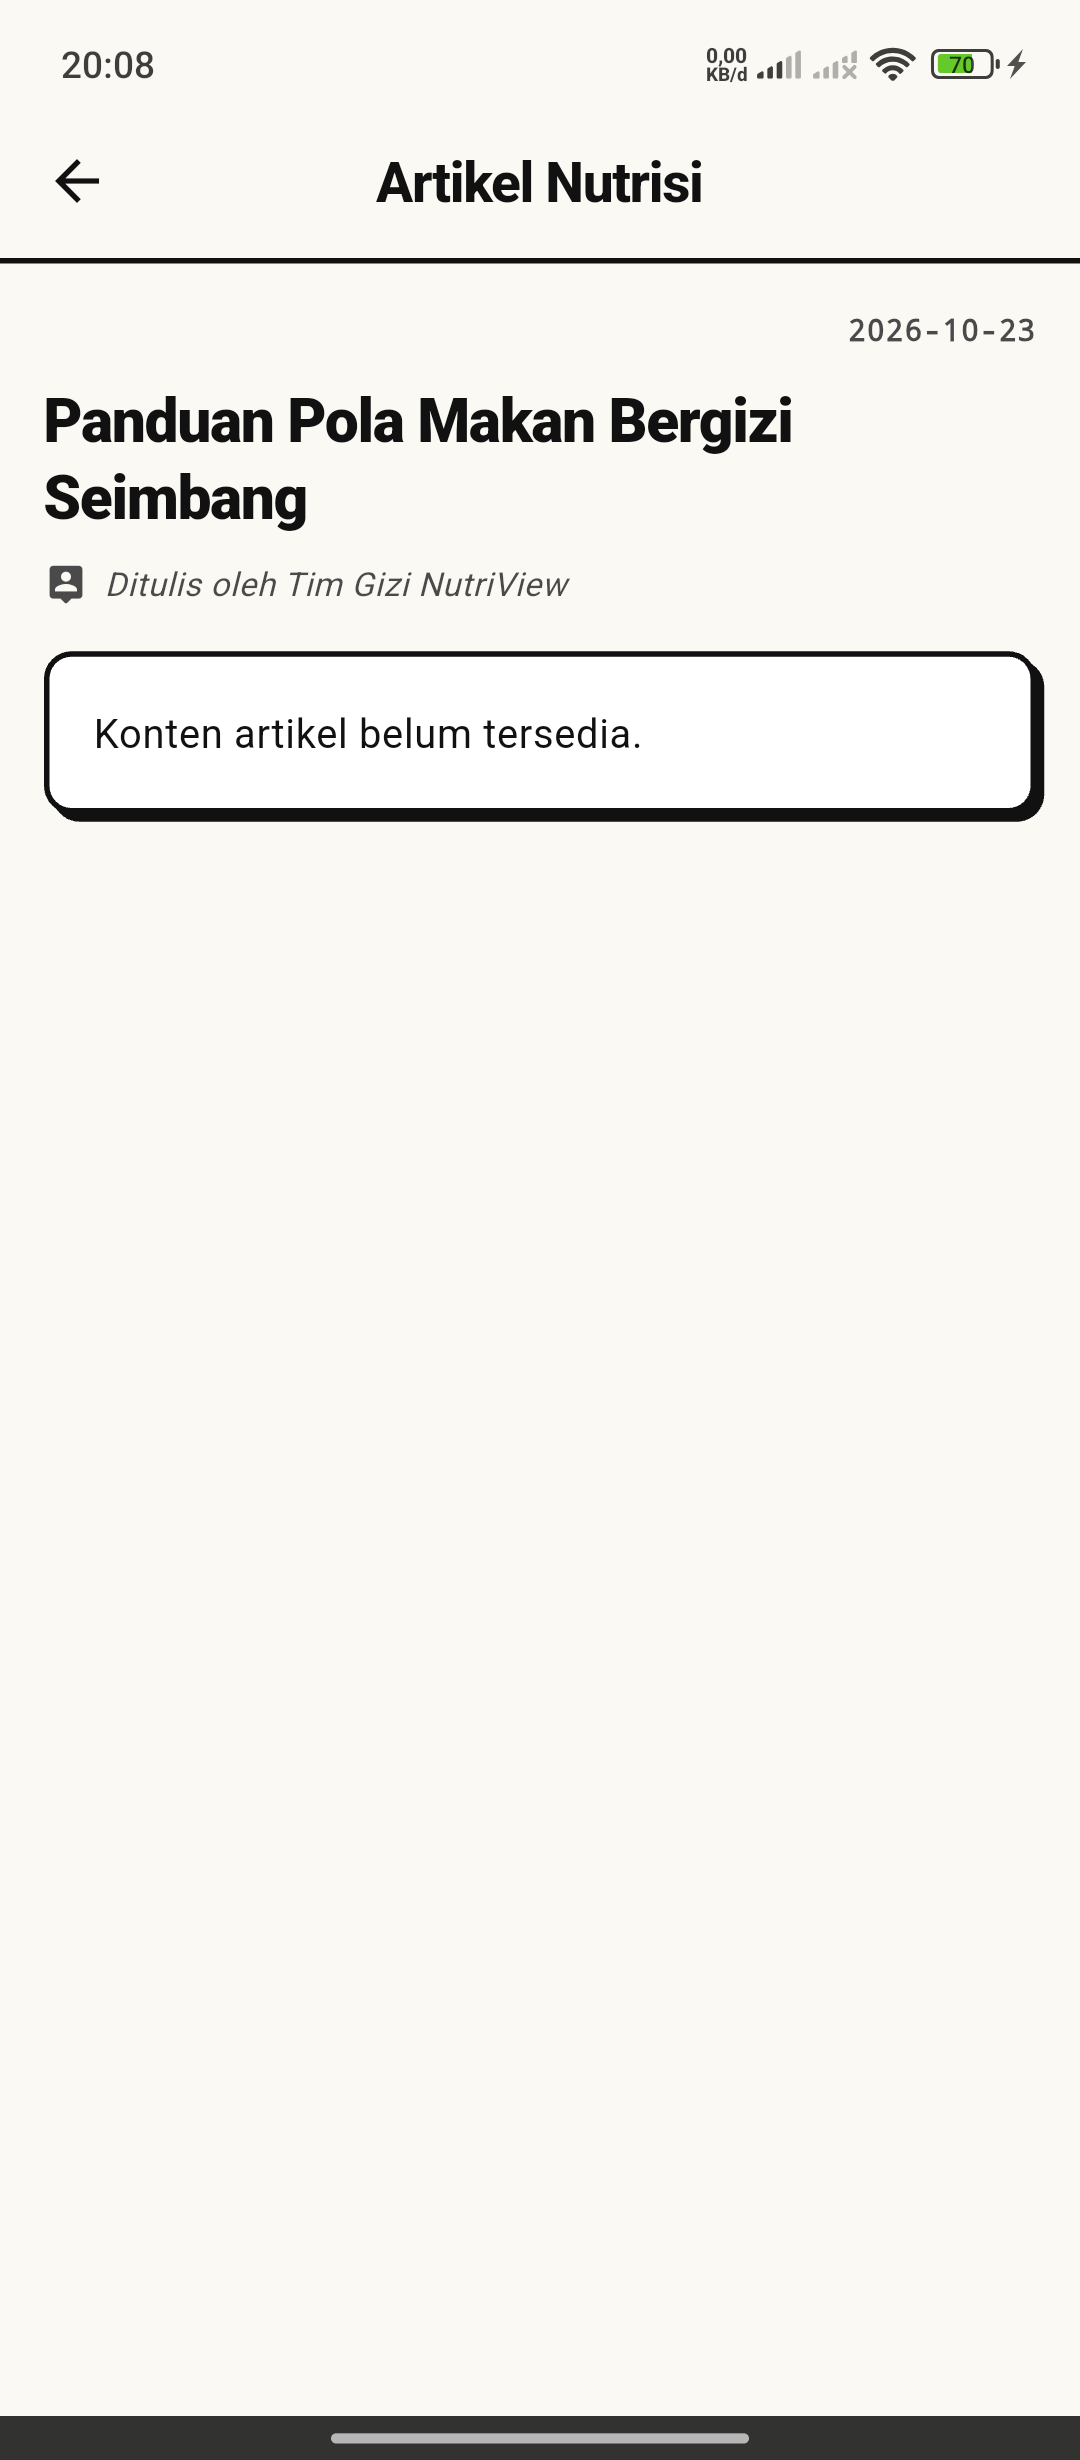 20:08
0,00
KB/d
70
Artikel Nutrisi
2026-10-23
Panduan Pola Makan Bergizi
Seimbang
Ditulis oleh Tim Gizi NutriView
Konten artikel belum tersedia.